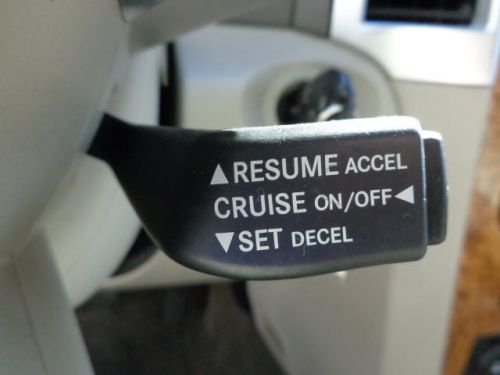 ▲RESUME ACCEL
CRUISE ON/OFF◀
▼SET DECEL